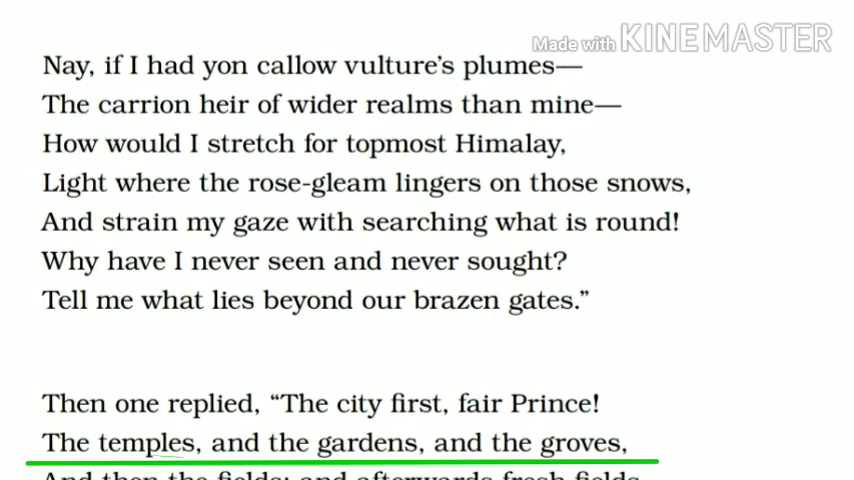 Made with KINEMASTER
Nay, if I had yon callow vulture's plumes—
The carrion heir of wider realms than mine—
How would I stretch for topmost Himalay,
Light where the rose-gleam lingers on those snows,
And strain my gaze with searching what is round!
Why have I never seen and never sought?
Tell me what lies beyond our brazen gates.”
Then one replied, “The city first, fair Prince!
The temples, and the gardens, and the groves,
And then the fields; and afterwards fresh fields,